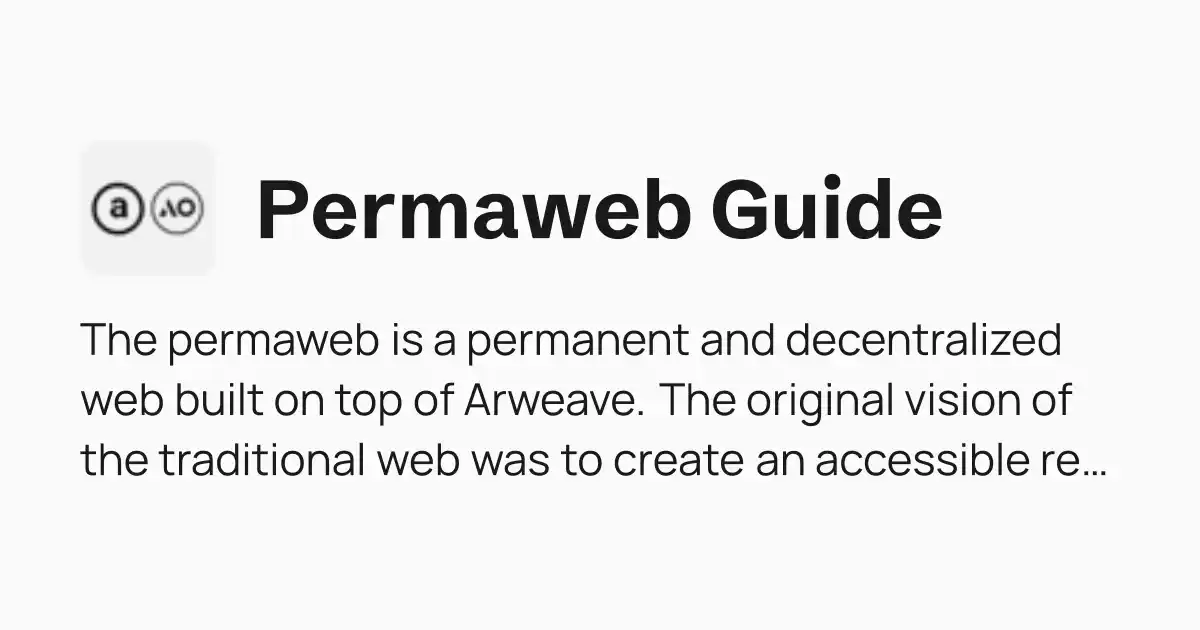 a AO Permaweb Guide
The permaweb is a permanent and decentralized
web built on top of Arweave. The original vision of
the traditional web was to create an accessible re…